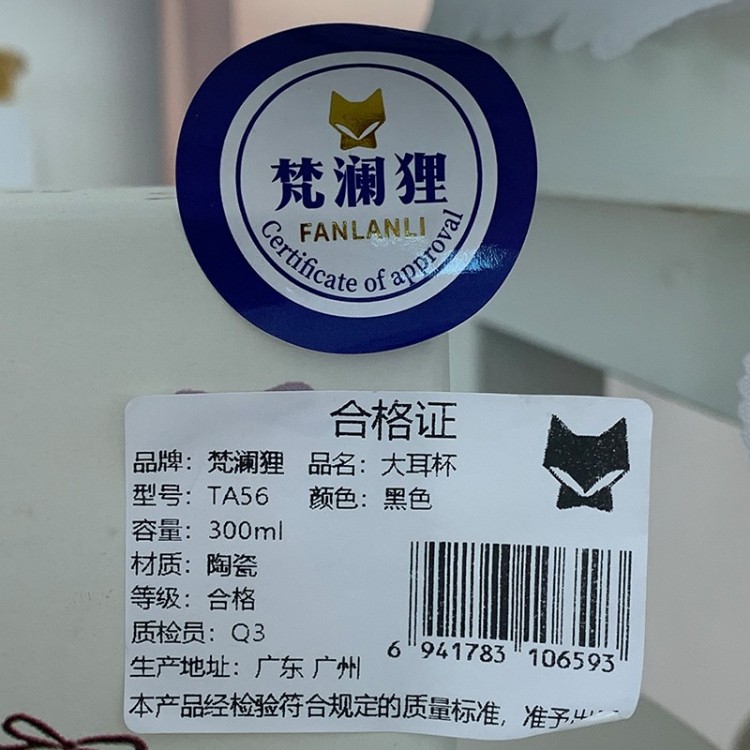 梵澜狸
FANLANLI
Certificate of approval
合格证
品牌：梵澜狸 品名：大耳杯
型号：TA56 颜色：黑色
容量：300ml
材质：陶瓷
等级：合格
质检员：Q3
生产地址：广东 广州
6 941783 106593
本产品经检验符合规定的质量标准，准予出